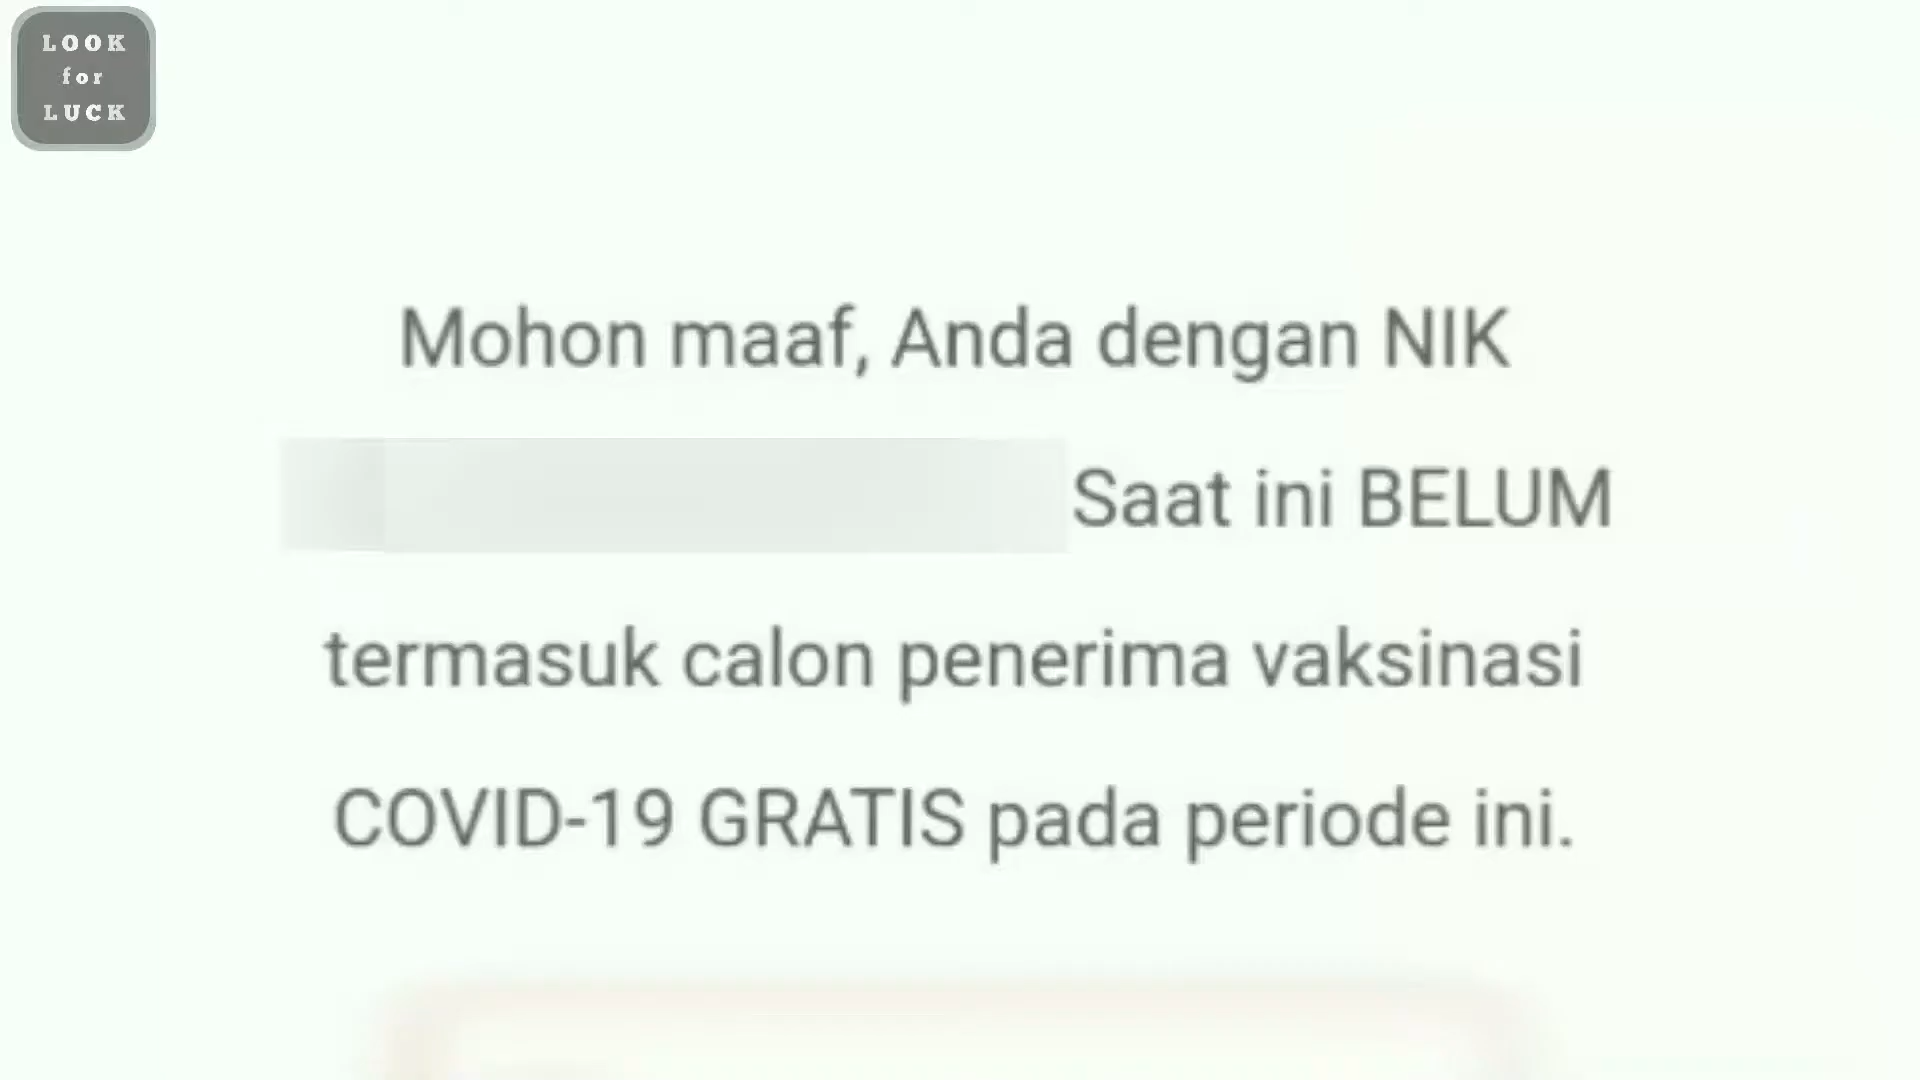 LOOK
for
LUCK
Mohon maaf, Anda dengan NIK
Saat ini BELUM
termasuk calon penerima vaksinasi
COVID-19 GRATIS pada periode ini.